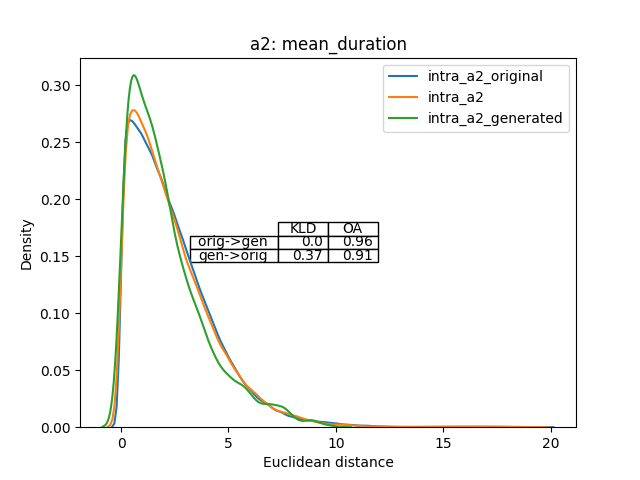 a2: mean_duration
0.30
0.25
0.20
0.15
0.10
0.05
0.00
Density
intra_a2_original
intra_a2
intra_a2_generated
KLD OA
orig->gen 0.0 0.96
gen->orig 0.37 0.91
0 5 10 15 20
Euclidean distance